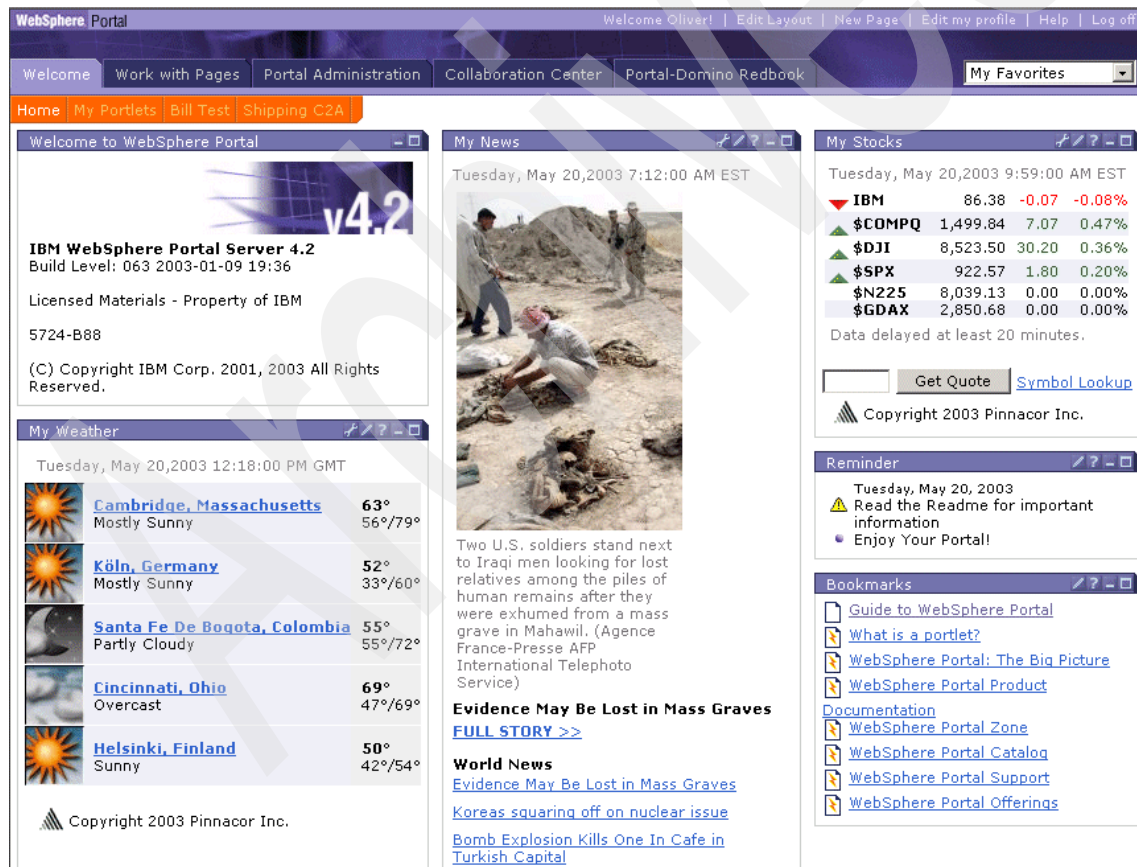 WebSphere Portal
Welcome Oliver! | Edit Layout | New Page | Edit my profile | Help | Log off
Welcome Work with Pages Portal Administration Collaboration Center Portal-Domino Redbook My Favorites
Home My Portlets Bill Test Shipping C2A
Welcome to WebSphere Portal
v4.2
IBM WebSphere Portal Server 4.2
Build Level: 063 2003-01-09 19:36
Licensed Materials - Property of IBM
5724-B88
(C) Copyright IBM Corp. 2001, 2003 All Rights
Reserved.
My Weather
Tuesday, May 20,2003 12:18:00 PM GMT
Cambridge, Massachusetts 63°
Mostly Sunny 56°/79°
Köln, Germany 52°
Mostly Sunny 33°/60°
Santa Fe De Bogota, Colombia 55°
Partly Cloudy 55°/72°
Cincinnati, Ohio 69°
Overcast 47°/69°
Helsinki, Finland 50°
Sunny 42°/54°
Copyright 2003 Pinnacor Inc.
My News
Tuesday, May 20,2003 7:12:00 AM EST
Two U.S. soldiers stand next
to Iraqi men looking for lost
relatives among the piles of
human remains after they
were exhumed from a mass
grave in Mahawil. (Agence
France-Presse AFP
International Telephoto
Service)
Evidence May Be Lost in Mass Graves
FULL STORY >>
World News
Evidence May Be Lost in Mass Graves
Koreas squaring off on nuclear issue
Bomb Explosion Kills One In Cafe in
Turkish Capital
My Stocks
Tuesday, May 20,2003 9:59:00 AM EST
IBM 86.38 -0.07 -0.08%
$COMPQ 1,499.84 7.07 0.47%
$DJI 8,523.50 30.20 0.36%
$SPX 922.57 1.80 0.20%
$N225 8,039.13 0.00 0.00%
$GDAX 2,850.68 0.00 0.00%
Data delayed at least 20 minutes.
Get Quote Symbol Lookup
Copyright 2003 Pinnacor Inc.
Reminder
Tuesday, May 20, 2003
Read the Readme for important
information
Enjoy Your Portal!
Bookmarks
Guide to WebSphere Portal
What is a portlet?
WebSphere Portal: The Big Picture
WebSphere Portal Product
Documentation
WebSphere Portal Zone
WebSphere Portal Catalog
WebSphere Portal Support
WebSphere Portal Offerings